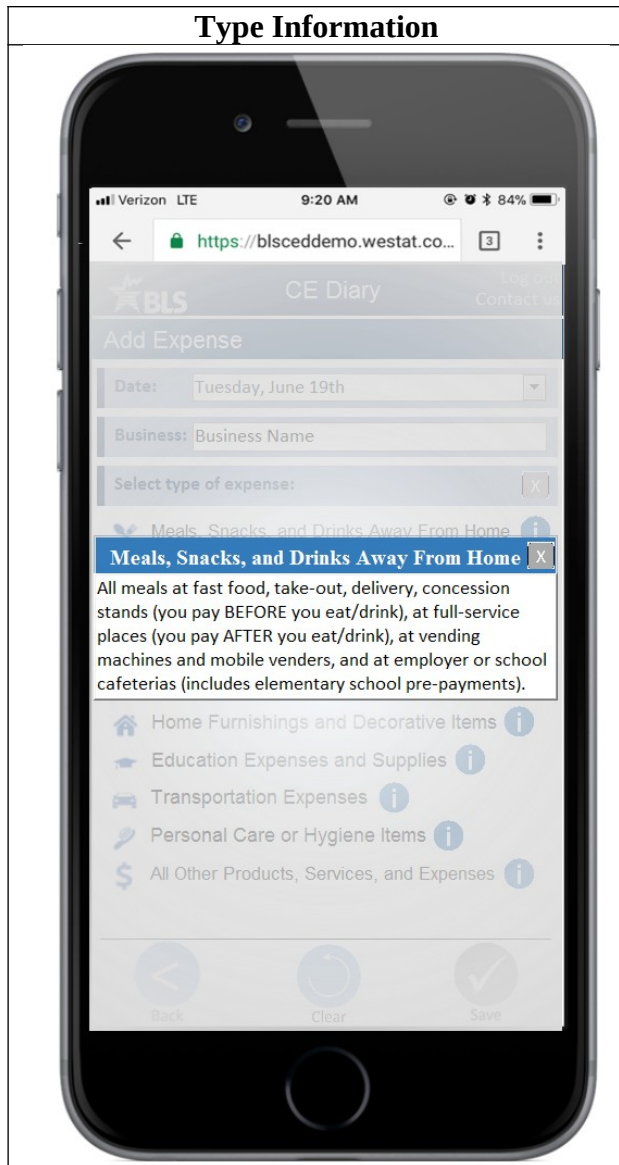 Type Information
Verizon LTE 9:20 AM 84%
https://blsceddemo.westat.co... 3
BLS CE Diary Log out
Contact us
Add Expense
Date: Tuesday, June 19th
Business: Business Name
Select type of expense: X
Meals, Snacks, and Drinks Away From Home i
Meals, Snacks, and Drinks Away From Home X
All meals at fast food, take-out, delivery, concession
stands (you pay BEFORE you eat/drink), at full-service
places (you pay AFTER you eat/drink), at vending
machines and mobile venders, and at employer or school
cafeterias (includes elementary school pre-payments).
Home Furnishings and Decorative Items i
Education Expenses and Supplies i
Transportation Expenses i
Personal Care or Hygiene Items i
$ All Other Products, Services, and Expenses i
< Back Clear Save